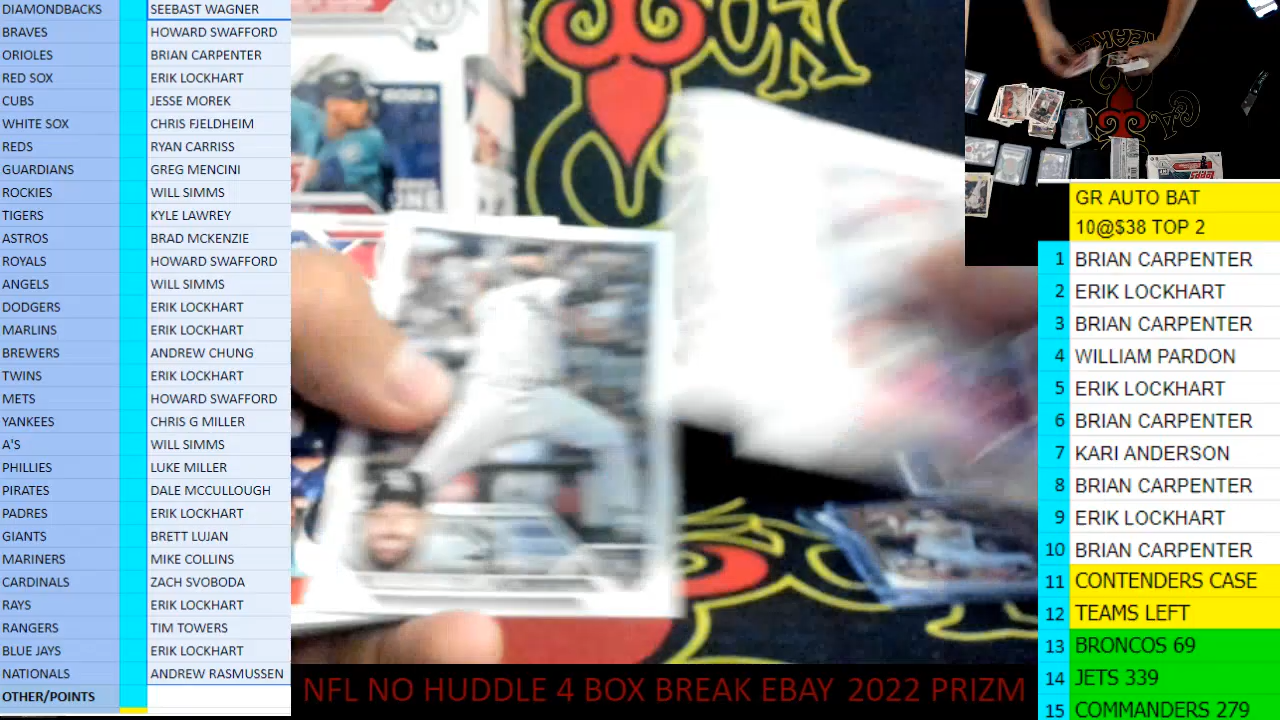 DIAMONDBACKS SEEBAST WAGNER
BRAVES HOWARD SWAFFORD
ORIOLES BRIAN CARPENTER
RED SOX ERIK LOCKHART
CUBS JESSE MOREK
WHITE SOX CHRIS FJELDHEIM
REDS RYAN CARRISS
GUARDIANS GREG MENCINI
ROCKIES WILL SIMMS
TIGERS KYLE LAWREY
ASTROS BRAD MCKENZIE
ROYALS HOWARD SWAFFORD
ANGELS WILL SIMMS
DODGERS ERIK LOCKHART
MARLINS ERIK LOCKHART
BREWERS ANDREW CHUNG
TWINS ERIK LOCKHART
METS HOWARD SWAFFORD
YANKEES CHRIS G MILLER
A'S WILL SIMMS
PHILLIES LUKE MILLER
PIRATES DALE MCCULLOUGH
PADRES ERIK LOCKHART
GIANTS BRETT LUJAN
MARINERS MIKE COLLINS
CARDINALS ZACH SVOBODA
RAYS ERIK LOCKHART
RANGERS TIM TOWERS
BLUE JAYS ERIK LOCKHART
NATIONALS ANDREW RASMUSSEN
OTHER/POINTS
GR AUTO BAT
10@$38 TOP 2
1 BRIAN CARPENTER
2 ERIK LOCKHART
3 BRIAN CARPENTER
4 WILLIAM PARDON
5 ERIK LOCKHART
6 BRIAN CARPENTER
7 KARI ANDERSON
8 BRIAN CARPENTER
9 ERIK LOCKHART
10 BRIAN CARPENTER
11 CONTENDERS CASE
12 TEAMS LEFT
13 BRONCOS 69
14 JETS 339
15 COMMANDERS 279
NFL NO HUDDLE 4 BOX BREAK EBAY 2022 PRIZM